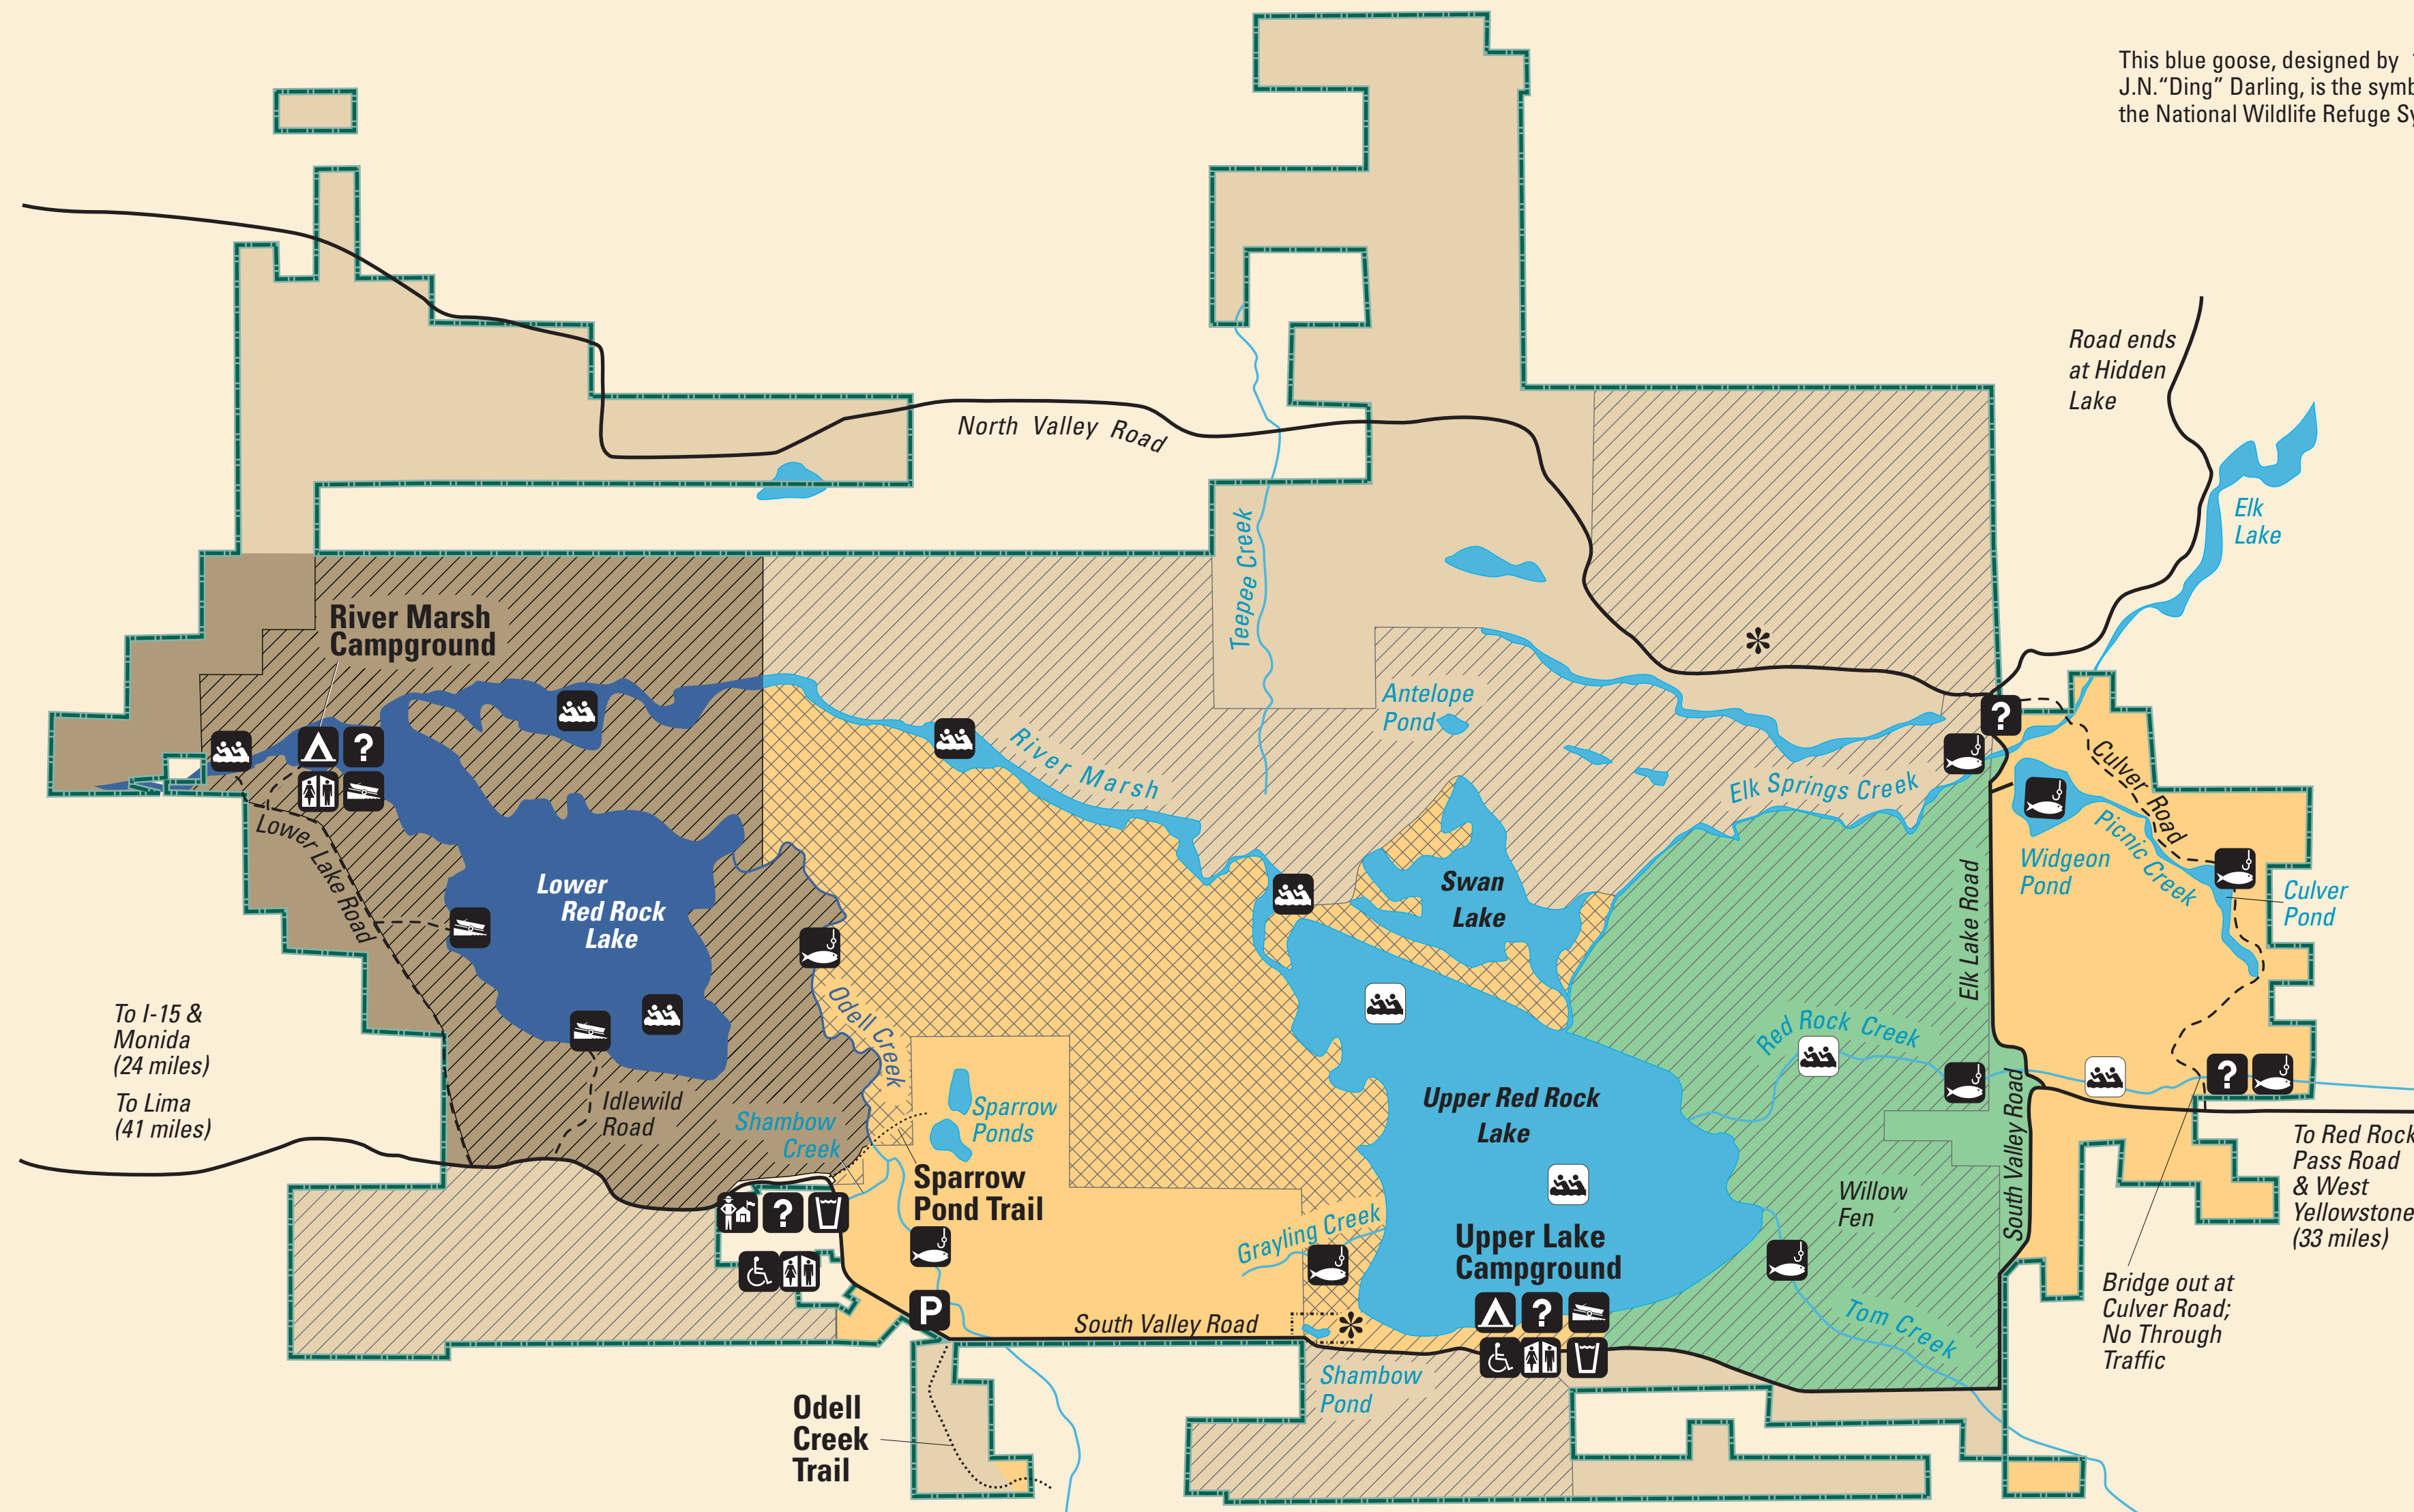 This blue goose, designed by
J.N.“Ding” Darling, is the symb
the National Wildlife Refuge Sy
Road ends
at Hidden
Lake
North Valley Road
Elk
Lake
Teepee Creek
River Marsh
Campground
Antelope
Pond
River Marsh
Elk Springs Creek
?
?
Culver Road
Picnic Creek
Lower Lake Road
Widgeon
Pond
Culver
Pond
Elk Lake Road
Swan
Lake
Lower
Red Rock
Lake
Odell Creek
To I-15 &
Monida
(24 miles)
To Lima
(41 miles)
Idlewild
Road
Shambow
Creek
Sparrow
Ponds
Sparrow
Pond Trail
Red Rock Creek
Upper Red Rock
Lake
South Valley Road
?
To Red Rock
Pass Road
& West
Yellowstone
(33 miles)
Willow
Fen
Grayling Creek
?
Upper Lake
Campground
?
P
South Valley Road
Tom Creek
Bridge out at
Culver Road;
No Through
Traffic
Shambow
Pond
Odell
Creek
Trail